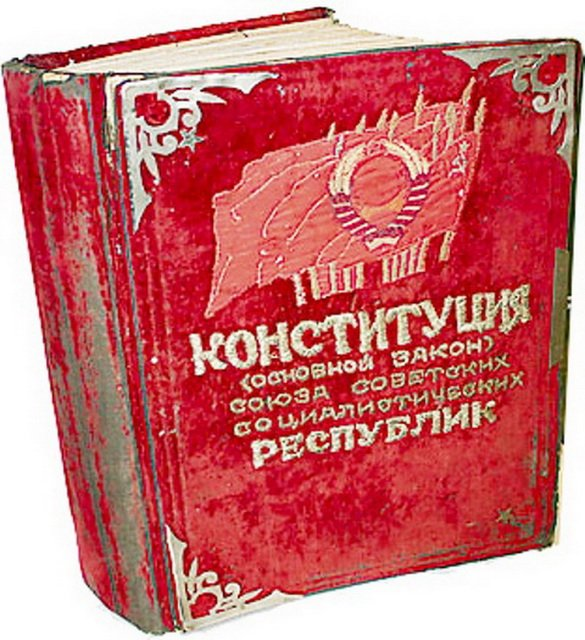 КОНСТИТУЦИЯ
(ОСНОВНОЙ ЗАКОН)
СОЮЗА СОВЕТСКИХ
СОЦИАЛИСТИЧЕСКИХ
РЕСПУБЛИК